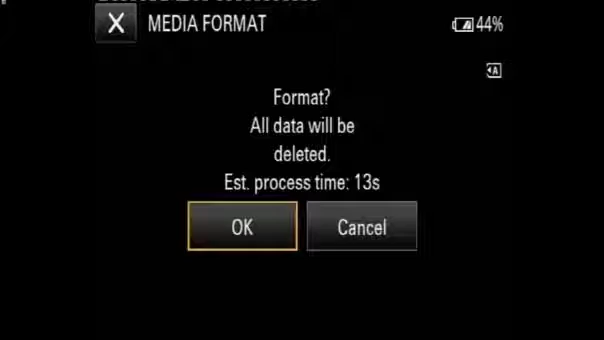 MEDIA FORMAT
44%
A
Format?
All data will be
deleted.
Est. process time: 13s
OK
Cancel